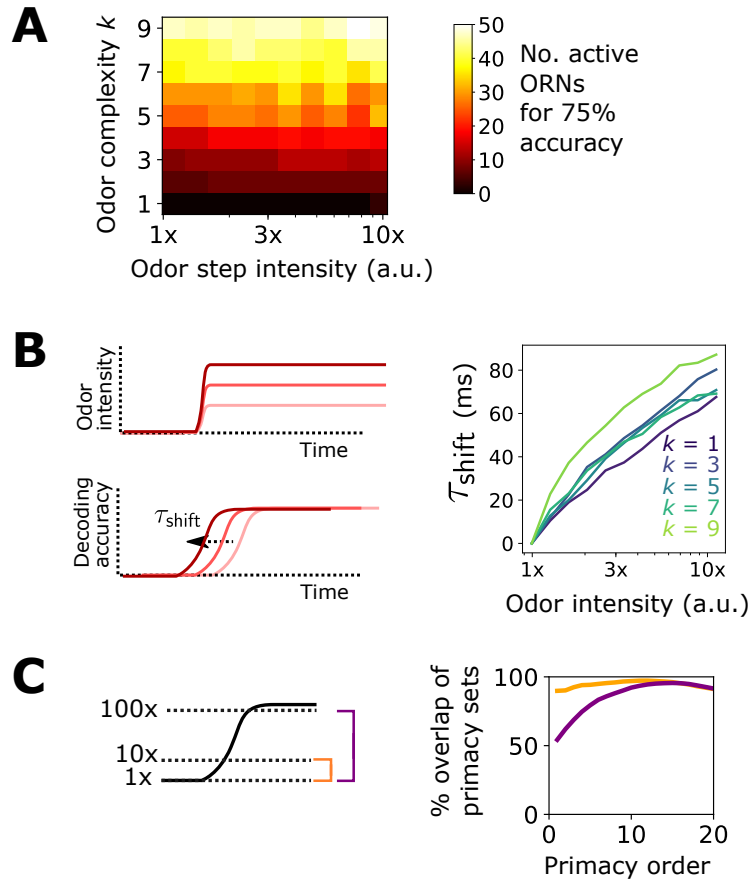 A
Odor complexity k
9
7
5
3
1
1x
3x
10x
Odor step intensity (a.u.)
50
40
30
20
10
0
No. active
ORNs
for 75%
accuracy
B
Odor
intensity
Time
Decoding
accuracy
τshift
Time
τshift (ms)
80
60
40
20
0
k = 1
k = 3
k = 5
k = 7
k = 9
1x
3x
10x
Odor intensity (a.u.)
C
100x
10x
1x
% overlap of
primacy sets
100
50
0
0
10
20
Primacy order